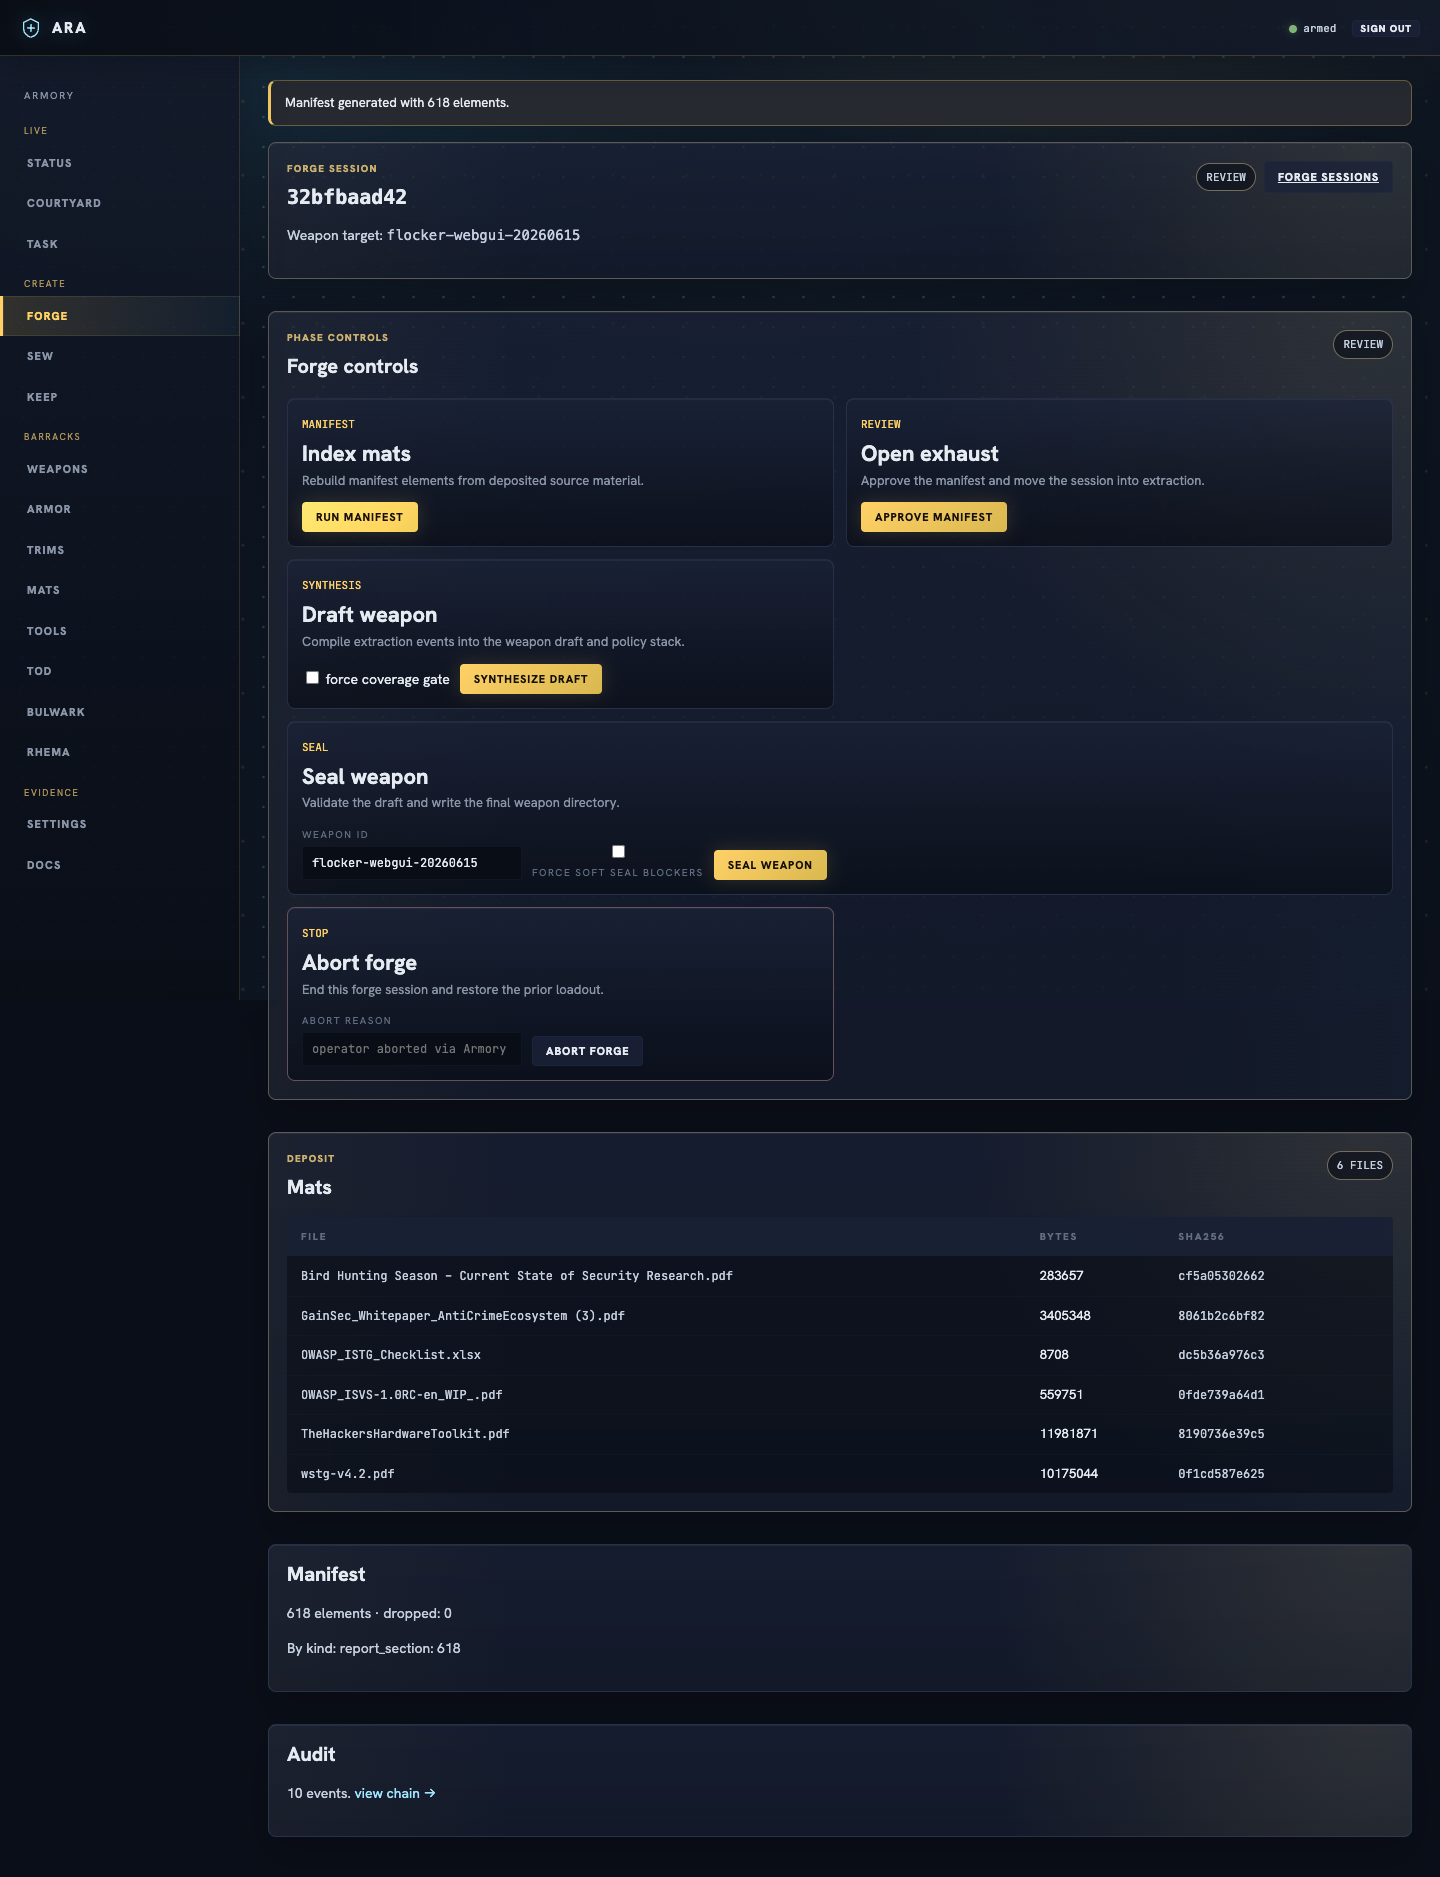 ARA
armed
SIGN OUT
ARMORY
LIVE
STATUS
COURTYARD
TASK
CREATE
FORGE
SEW
KEEP
BARRACKS
WEAPONS
ARMOR
TRIMS
MATS
TOOLS
TOD
BULWARK
RHEMA
EVIDENCE
SETTINGS
DOCS
Manifest generated with 618 elements.
FORGE SESSION
32bfbaad42
REVIEW
FORGE SESSIONS
Weapon target: flocker-webgui-20260615
PHASE CONTROLS
Forge controls
REVIEW
MANIFEST
Index mats
Rebuild manifest elements from deposited source material.
RUN MANIFEST
REVIEW
Open exhaust
Approve the manifest and move the session into extraction.
APPROVE MANIFEST
SYNTHESIS
Draft weapon
Compile extraction events into the weapon draft and policy stack.
force coverage gate
SYNTHESIZE DRAFT
SEAL
Seal weapon
Validate the draft and write the final weapon directory.
WEAPON ID
flocker-webgui-20260615
FORCE SOFT SEAL BLOCKERS
SEAL WEAPON
STOP
Abort forge
End this forge session and restore the prior loadout.
ABORT REASON
operator aborted via Armory
ABORT FORGE
DEPOSIT
Mats
6 FILES
FILE BYTES SHA256
Bird Hunting Season – Current State of Security Research.pdf 283657 cf5a05302662
GainSec_Whitepaper_AntiCrimeEcosystem (3).pdf 3405348 8061b2c6bf82
OWASP_ISTG_Checklist.xlsx 8708 dc5b36a976c3
OWASP_ISVS-1.0RC-en_WIP_.pdf 559751 0fde739a64d1
TheHackersHardwareToolkit.pdf 11981871 8190736e39c5
wstg-v4.2.pdf 10175044 0f1cd587e625
Manifest
618 elements · dropped: 0
By kind: report_section: 618
Audit
10 events. view chain →